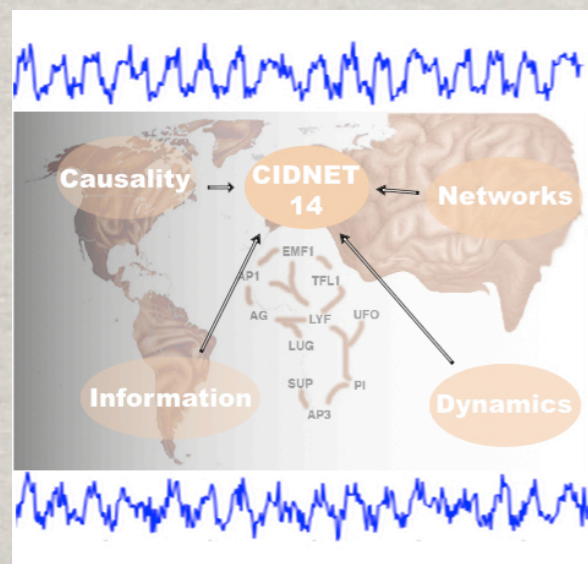 Causality
CIDNET
14
Networks
EMF1
AP1
TFL1
AG
LYF
UFO
LUG
Information
SUP
PI
AP3
Dynamics